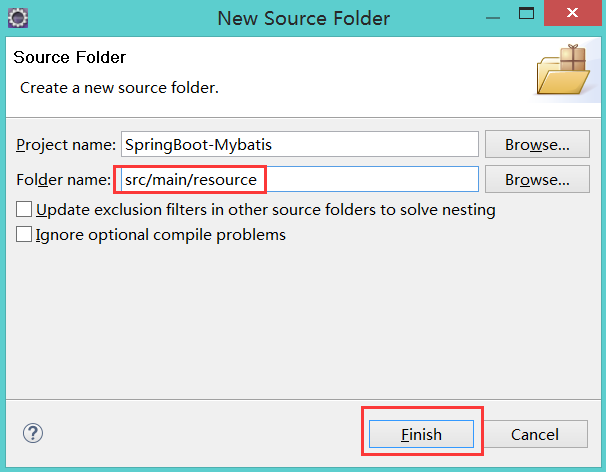 New Source Folder
Source Folder
Create a new source folder.
Project name: SpringBoot-Mybatis Browse...
Folder name: src/main/resource Browse...
Update exclusion filters in other source folders to solve nesting
Ignore optional compile problems
? Finish Cancel